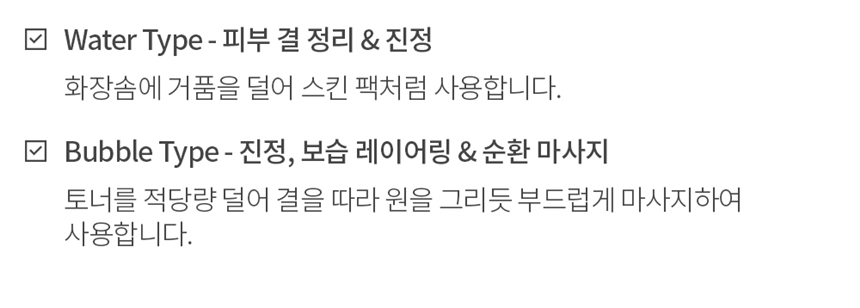 Water Type - 피부 결 정리 & 진정
화장솜에 거품을 덜어 스킨 팩처럼 사용합니다.
Bubble Type - 진정, 보습 레이어링 & 순환 마사지
토너를 적당량 덜어 결을 따라 원을 그리듯 부드럽게 마사지하여
사용합니다.